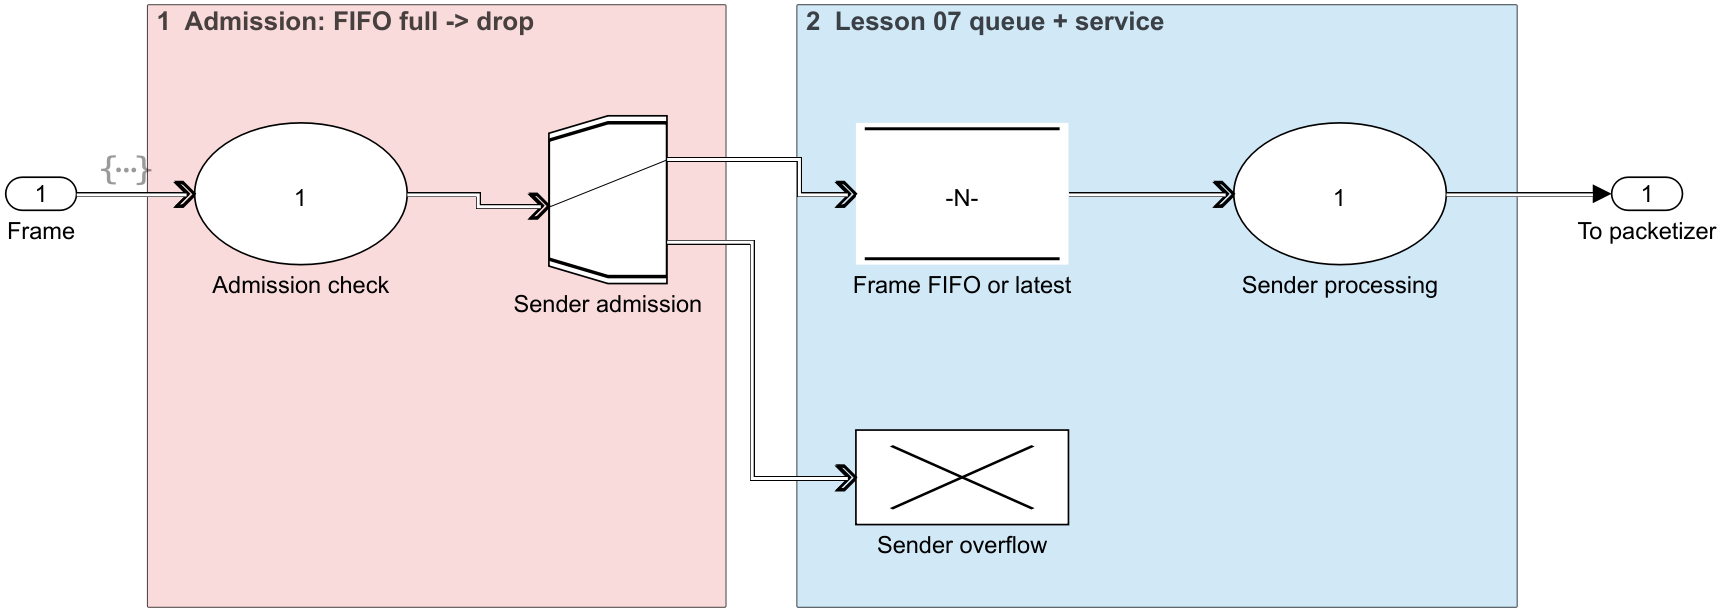 1 Admission: FIFO full -> drop
2 Lesson 07 queue + service
{...}
1
Frame
1
Admission check
Sender admission
-N-
Frame FIFO or latest
1
Sender processing
1
To packetizer
Sender overflow